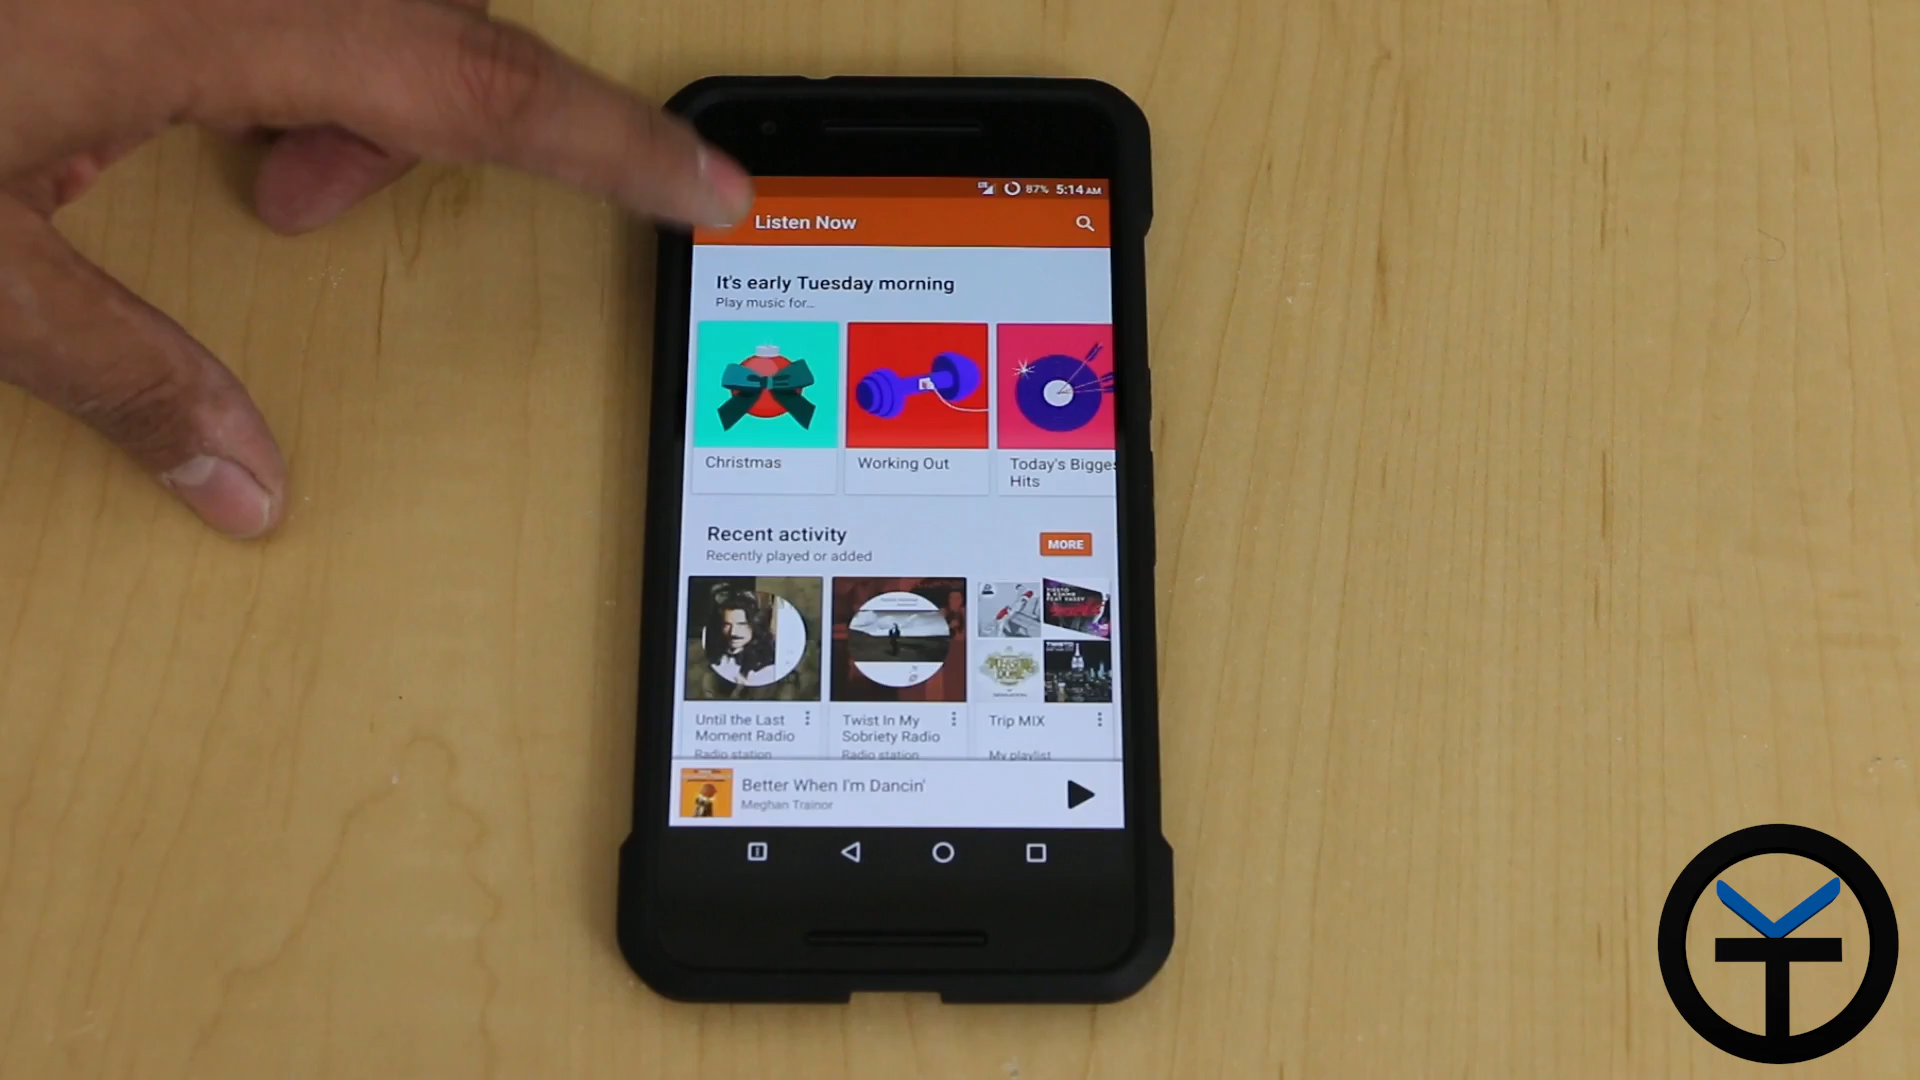 87% 5:14 AM
Listen Now
It's early Tuesday morning
Play music for...
Christmas
Working Out
Today's Bigges
Hits
Recent activity
MORE
Recently played or added
Until the Last
Moment Radio
Radio station
Twist In My
Sobriety Radio
Radio station
Trip MIX
My playlist
Better When I'm Dancin'
Meghan Trainor